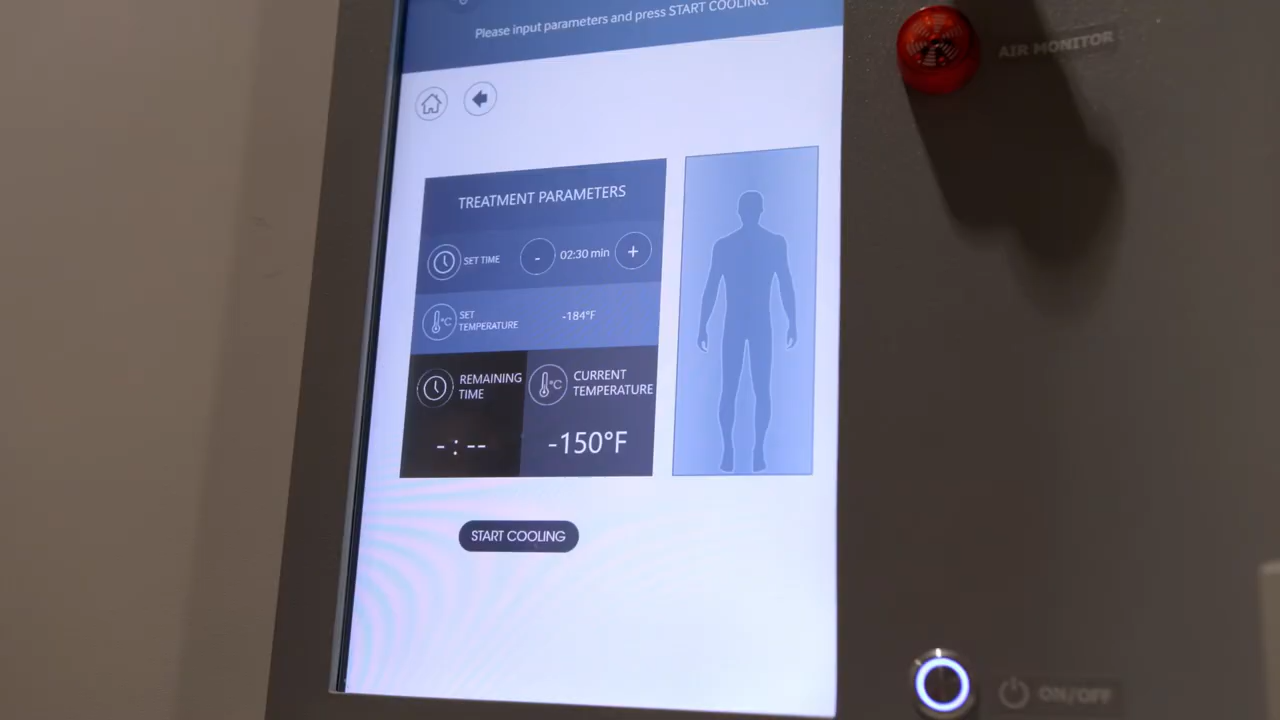 Please input parameters and press START COOLING.
AIR MONITOR
TREATMENT PARAMETERS
SET TIME
- 02:30 min +
°C
SET
TEMPERATURE
-184°F
REMAINING
TIME
- : --
°C
CURRENT
TEMPERATURE
-150°F
START COOLING
ON/OFF